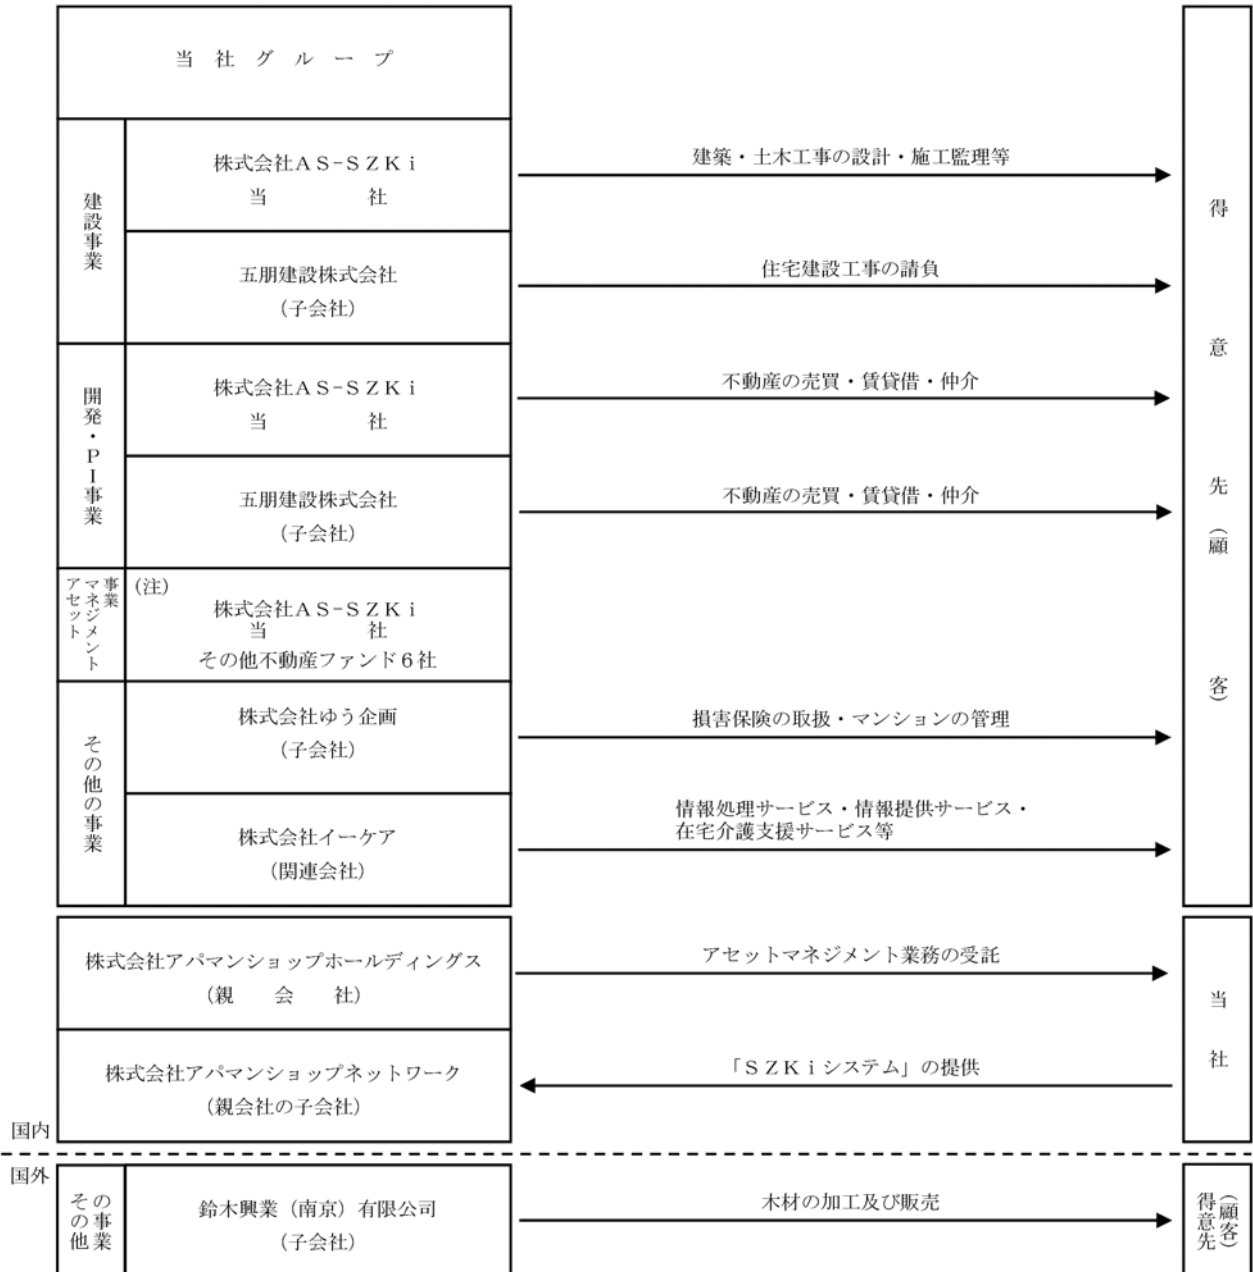 当社グループ
建設事業
株式会社ＡＳ−ＳＺＫｉ
当社
建築・土木工事の設計・施工監理等
五朋建設株式会社
（子会社）
住宅建設工事の請負
開発・ＰＩ事業
株式会社ＡＳ−ＳＺＫｉ
当社
不動産の売買・賃貸借・仲介
五朋建設株式会社
（子会社）
不動産の売買・賃貸借・仲介
アセット
マネジメント
事業
（注）
株式会社ＡＳ−ＳＺＫｉ
当社
その他不動産ファンド６社
その他の事業
株式会社ゆう企画
（子会社）
損害保険の取扱・マンションの管理
株式会社イーケア
（関連会社）
情報処理サービス・情報提供サービス・
在宅介護支援サービス等
得意先（顧客）
株式会社アパマンショップホールディングス
（親会社）
アセットマネジメント業務の受託
株式会社アパマンショップネットワーク
（親会社の子会社）
「ＳＺＫｉシステム」の提供
当社
国内
国外
その他
の事業
鈴木興業（南京）有限公司
（子会社）
木材の加工及び販売
得意先
（顧客）